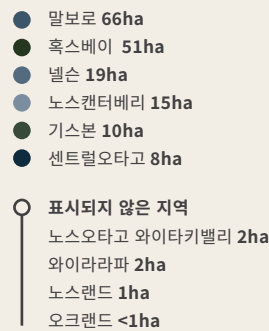 말보로 66ha
혹스베이 51ha
넬슨 19ha
노스캔터베리 15ha
기스본 10ha
센트럴오타고 8ha
표시되지 않은 지역
노스오타고 와이타키밸리 2ha
와이라라파 2ha
노스랜드 1ha
오크랜드 <1ha